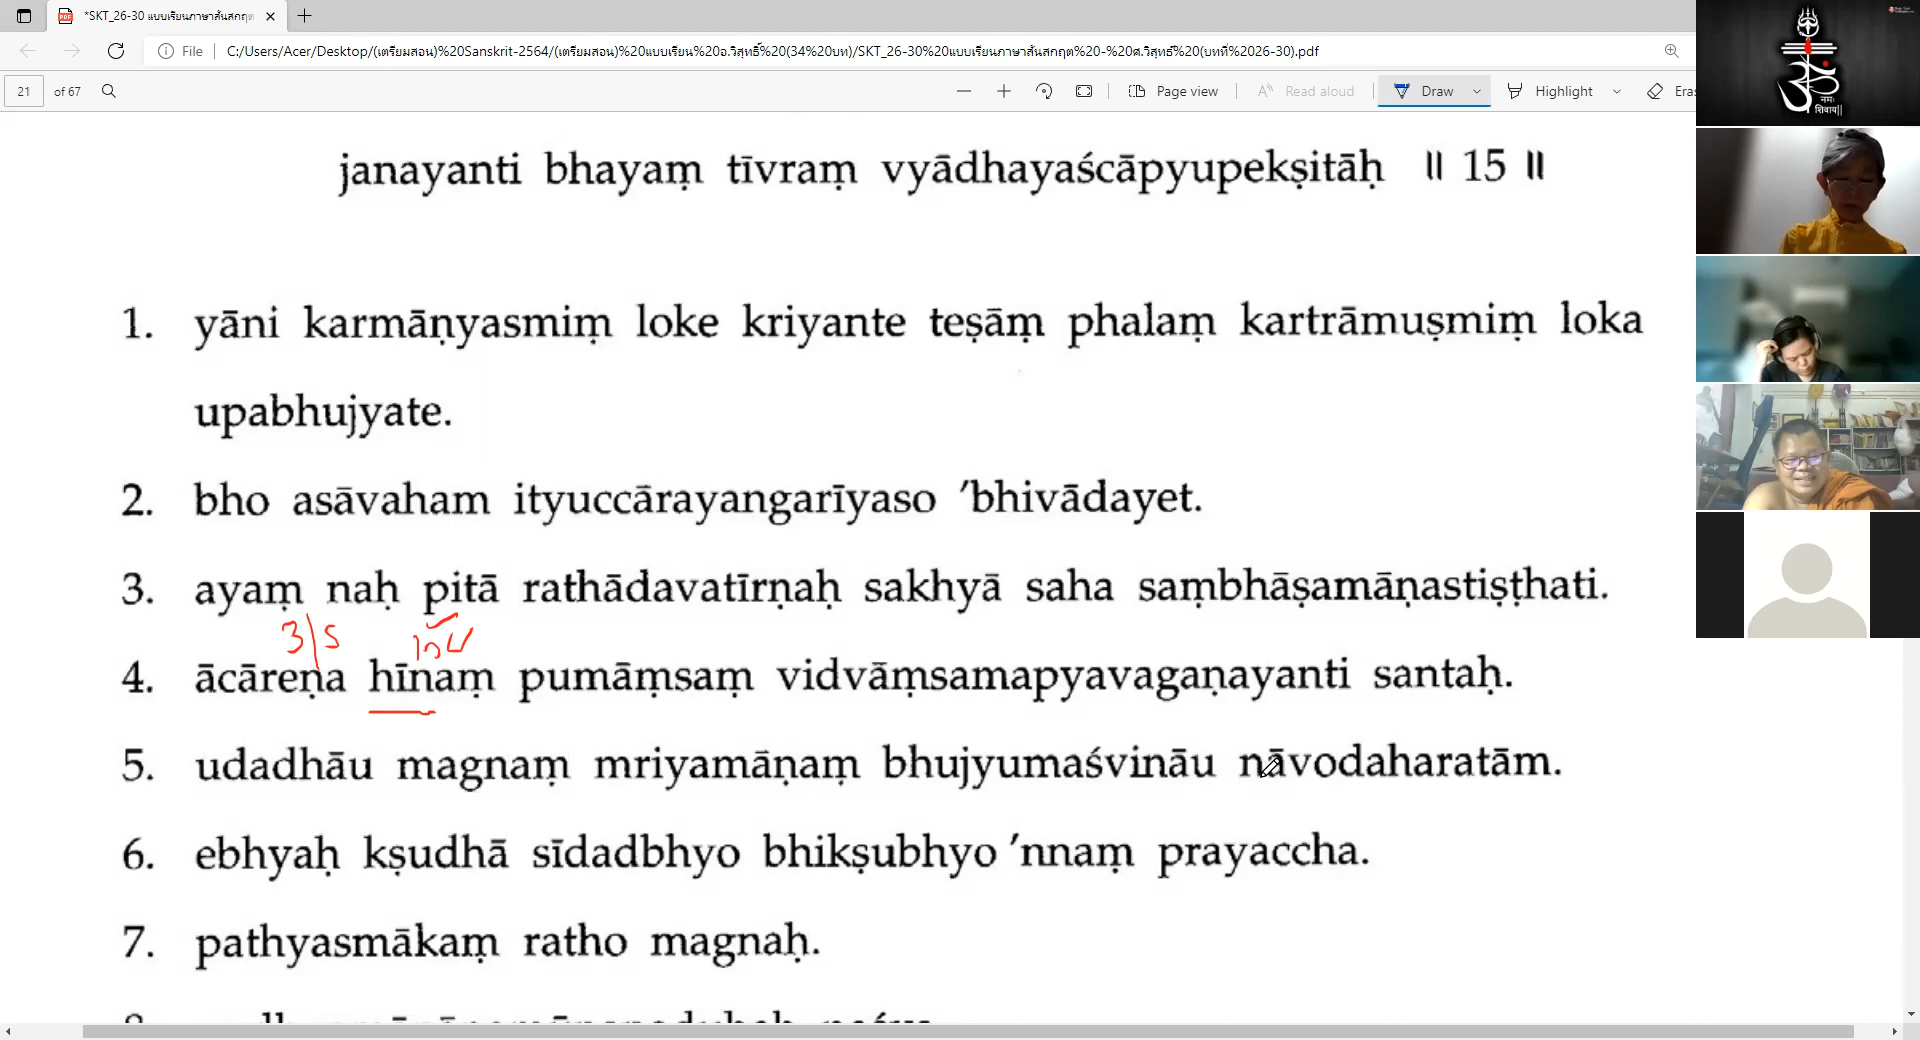 *SKT_26-30 แบบเรียนภาษาสันสกฤต
File
C:/Users/Acer/Desktop/(เตรียมสอน)%20Sanskrit-2564/(เตรียมสอน)%20แบบเรียน%20อ.วิสุทธิ์%20(34%20บท)/SKT_26-30%20แบบเรียนภาษาสันสกฤต%20-%20ศ.วิสุทธ์%20(บทที่%2026-30).pdf
21 of 67 Page view Read aloud Draw Highlight Eras
janayanti bhayaṃ tīvraṃ vyādhayaścāpyupekṣitāḥ ॥ 15 ॥
1. yāni karmāṇyasmiṃ loke kriyante teṣāṃ phalaṃ kartrāmuṣmiṃ loka
upabhujyate.
2. bho asāvaham ityuccārayangarīyaso 'bhivādayet.
3. ayaṃ naḥ pitā rathādavatīrṇaḥ sakhyā saha saṃbhāṣamāṇastiṣṭhati.
3/s
4. ācāreṇa hīnaṃ pumāṃsaṃ vidvāṃsamapyavagaṇayanti santaḥ.
5. udadhāu magnaṃ mriyamāṇaṃ bhujyumaśvināu nāvodaharatām.
6. ebhyaḥ kṣudhā sīdadbhyo bhikṣubhyo 'nnaṃ prayaccha.
7. pathyasmākaṃ ratho magnaḥ.
नमः
शिवाय||